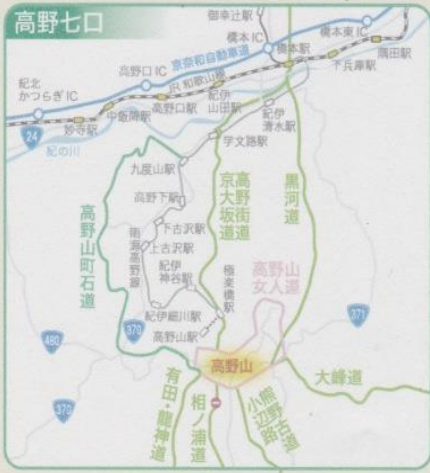 高野七口
御幸辻駅
橋本IC
橋本東IC
橋本駅
隅田駅
下兵庫駅
京奈和自動車道
高野口IC
JR和歌山線
紀北
かつらぎIC
高野口駅
紀伊
山田駅
紀伊
清水駅
中飯降駅
妙寺駅
24
紀の川
学文路駅
九度山駅
高野下駅
下古沢駅
上古沢駅
南海高野線
紀伊
神谷駅
紀伊細川駅
極楽橋駅
高野山駅
高野山町石道
高野街道
京大坂道
黒河道
高野山
女人道
480
370
371
370
高野山
大峰道
有田・龍神道
相ノ浦道
熊野古道
小辺路